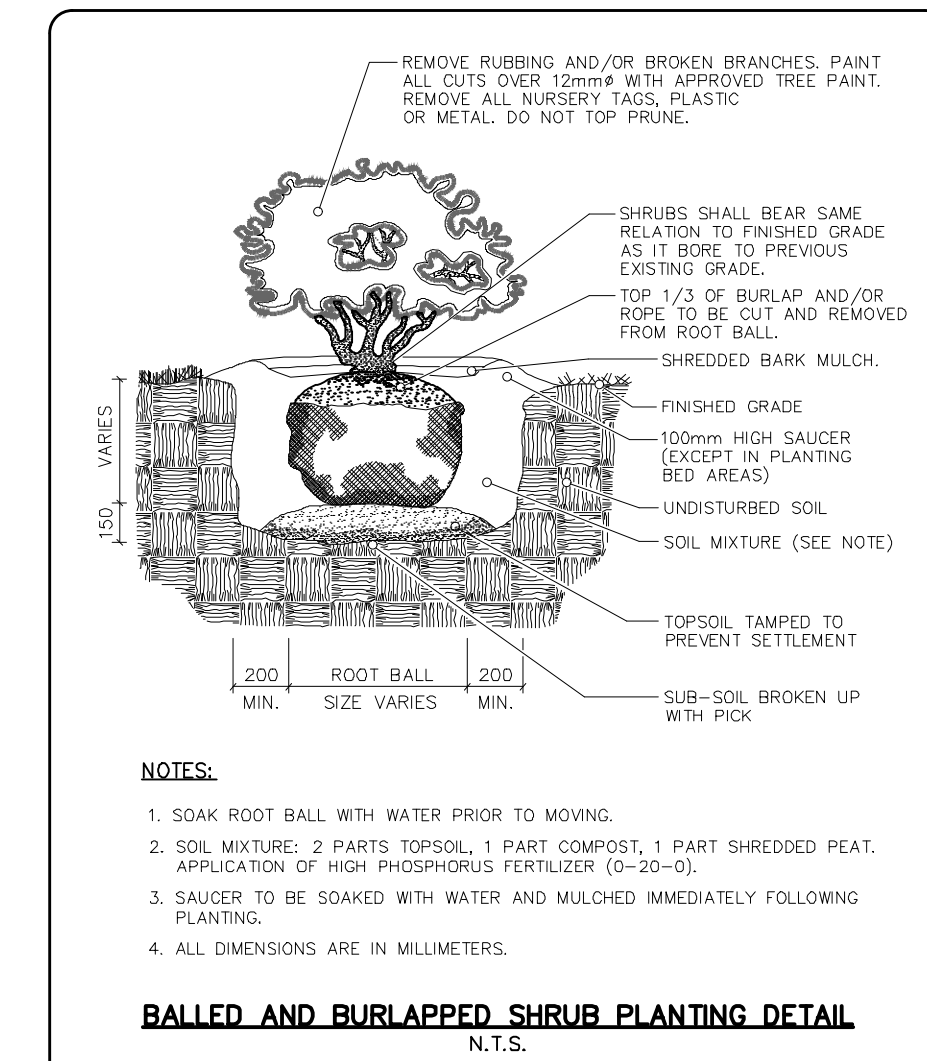 REMOVE RUBBING AND/OR BROKEN BRANCHES. PAINT
ALL CUTS OVER 12mmø WITH APPROVED TREE PAINT.
REMOVE ALL NURSERY TAGS, PLASTIC
OR METAL. DO NOT TOP PRUNE.
SHRUBS SHALL BEAR SAME
RELATION TO FINISHED GRADE
AS IT BORE TO PREVIOUS
EXISTING GRADE.
TOP 1/3 OF BURLAP AND/OR
ROPE TO BE CUT AND REMOVED
FROM ROOT BALL.
SHREDDED BARK MULCH.
FINISHED GRADE
100mm HIGH SAUCER
(EXCEPT IN PLANTING
BED AREAS)
UNDISTURBED SOIL
SOIL MIXTURE (SEE NOTE)
TOPSOIL TAMPED TO
PREVENT SETTLEMENT
SUB-SOIL BROKEN UP
WITH PICK
VARIES
150
200
MIN.
ROOT BALL
SIZE VARIES
200
MIN.
NOTES:
1. SOAK ROOT BALL WITH WATER PRIOR TO MOVING.
2. SOIL MIXTURE: 2 PARTS TOPSOIL, 1 PART COMPOST, 1 PART SHREDDED PEAT.
APPLICATION OF HIGH PHOSPHORUS FERTILIZER (0-20-0).
3. SAUCER TO BE SOAKED WITH WATER AND MULCHED IMMEDIATELY FOLLOWING
PLANTING.
4. ALL DIMENSIONS ARE IN MILLIMETERS.
BALLED AND BURLAPPED SHRUB PLANTING DETAIL
N.T.S.